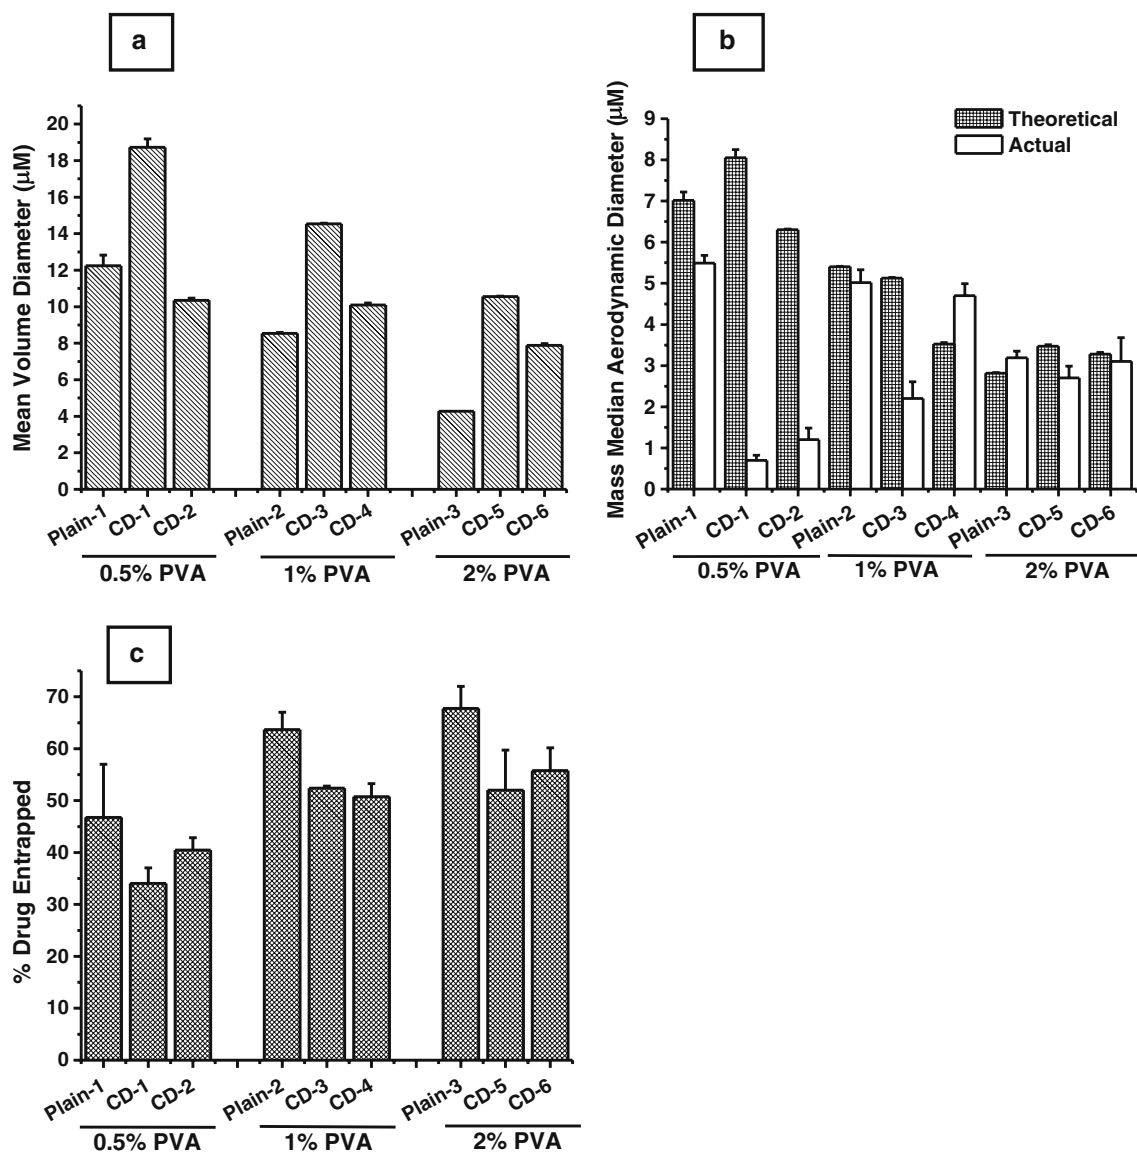 a
Mean Volume Diameter (µM)
20
18
16
14
12
10
8
6
4
2
0
Plain-1
CD-1
CD-2
Plain-2
CD-3
CD-4
Plain-3
CD-5
CD-6
0.5% PVA
1% PVA
2% PVA
b
Mass Median Aerodynamic Diameter (µM)
9
8
7
6
5
4
3
2
1
0
Theoretical
Actual
Plain-1
CD-1
CD-2
Plain-2
CD-3
CD-4
Plain-3
CD-5
CD-6
0.5% PVA
1% PVA
2% PVA
c
% Drug Entrapped
70
60
50
40
30
20
10
0
Plain-1
CD-1
CD-2
Plain-2
CD-3
CD-4
Plain-3
CD-5
CD-6
0.5% PVA
1% PVA
2% PVA